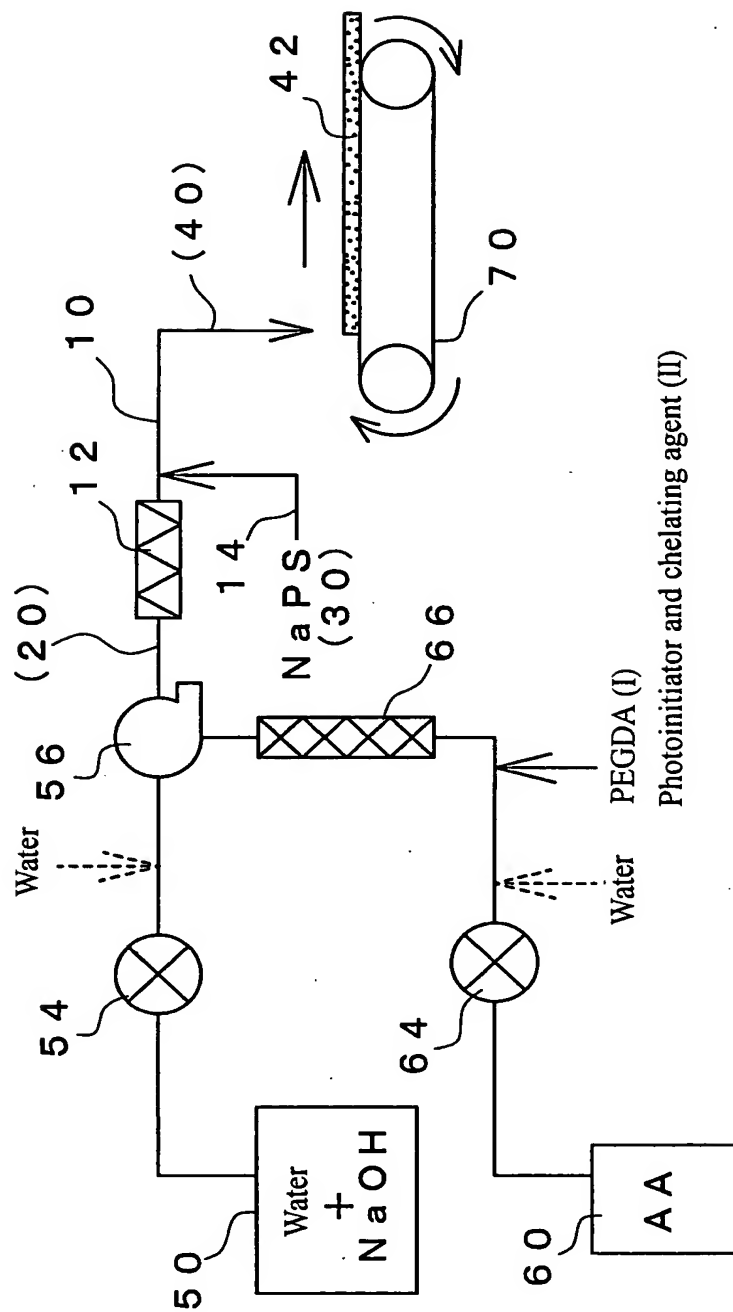 (40)
10
12
(20)
56
Water
54
50
Water
+
NaOH
42
70
14
NaPS
(30)
66
PEGDA (I)
Photoinitiator and chelating agent (II)
Water
64
60
AA